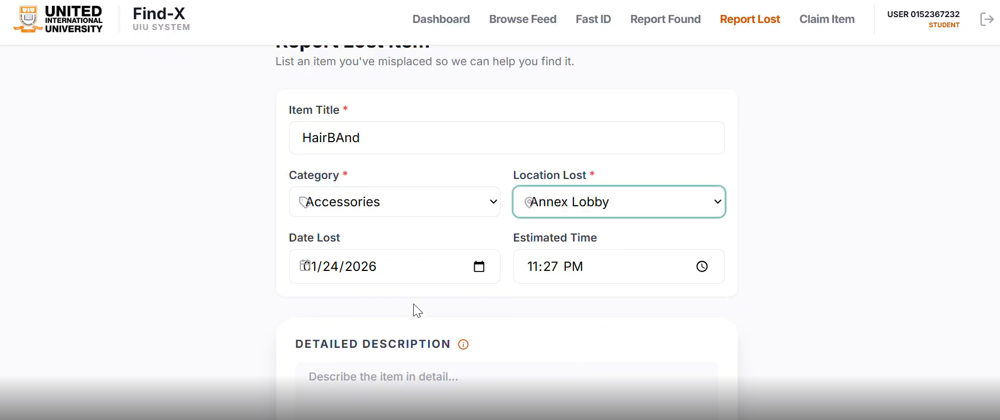 UNITED
INTERNATIONAL
UNIVERSITY
Find-X
UIU SYSTEM
Dashboard
Browse Feed
Fast ID
Report Found
Report Lost
Claim Item
USER 0152367232
STUDENT
Report Lost Item
List an item you've misplaced so we can help you find it.
Item Title *
HairBAnd
Category *
Location Lost *
Accessories
Annex Lobby
Date Lost
Estimated Time
01/24/2026
11:27 PM
DETAILED DESCRIPTION
Describe the item in detail...